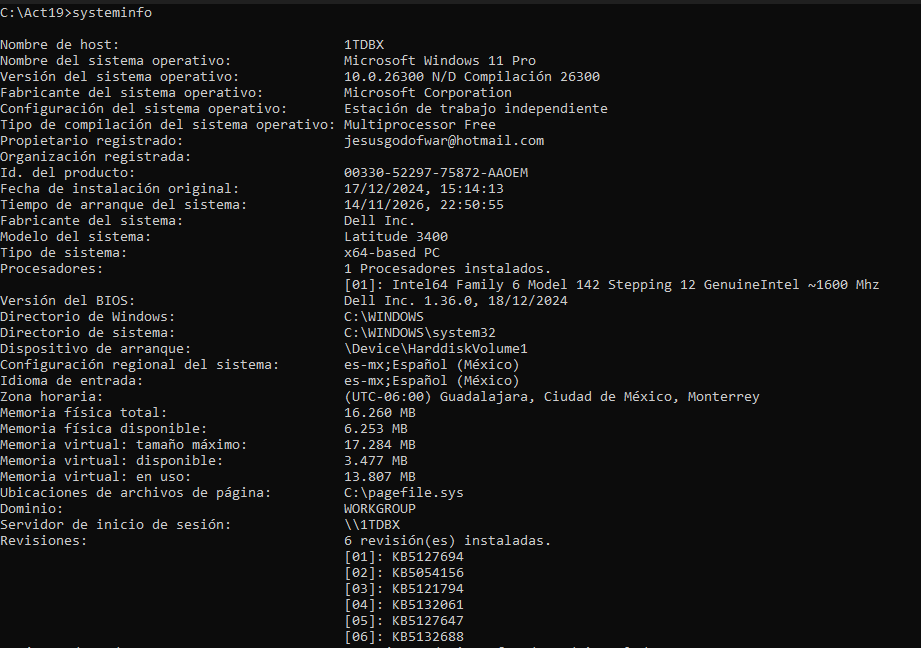 C:\Act19>systeminfo
Nombre de host: 1TDBX
Nombre del sistema operativo: Microsoft Windows 11 Pro
Versión del sistema operativo: 10.0.26300 N/D Compilación 26300
Fabricante del sistema operativo: Microsoft Corporation
Configuración del sistema operativo: Estación de trabajo independiente
Tipo de compilación del sistema operativo: Multiprocessor Free
Propietario registrado: jesusgodofwar@hotmail.com
Organización registrada:
Id. del producto: 00330-52297-75872-AAOEM
Fecha de instalación original: 17/12/2024, 15:14:13
Tiempo de arranque del sistema: 14/11/2026, 22:50:55
Fabricante del sistema: Dell Inc.
Modelo del sistema: Latitude 3400
Tipo de sistema: x64-based PC
Procesadores: 1 Procesadores instalados.
[01]: Intel64 Family 6 Model 142 Stepping 12 GenuineIntel ~1600 Mhz
Versión del BIOS: Dell Inc. 1.36.0, 18/12/2024
Directorio de Windows: C:\WINDOWS
Directorio de sistema: C:\WINDOWS\system32
Dispositivo de arranque: \Device\HarddiskVolume1
Configuración regional del sistema: es-mx;Español (México)
Idioma de entrada: es-mx;Español (México)
Zona horaria: (UTC-06:00) Guadalajara, Ciudad de México, Monterrey
Memoria física total: 16.260 MB
Memoria física disponible: 6.253 MB
Memoria virtual: tamaño máximo: 17.284 MB
Memoria virtual: disponible: 3.477 MB
Memoria virtual: en uso: 13.807 MB
Ubicaciones de archivos de página: C:\pagefile.sys
Dominio: WORKGROUP
Servidor de inicio de sesión: \\1TDBX
Revisiones: 6 revisión(es) instaladas.
[01]: KB5127694
[02]: KB5054156
[03]: KB5121794
[04]: KB5132061
[05]: KB5127647
[06]: KB5132688